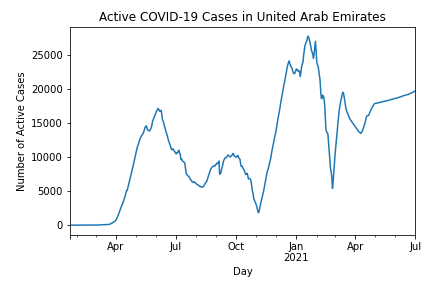 Active COVID-19 Cases in United Arab Emirates
Number of Active Cases
25000
20000
15000
10000
5000
0
Apr
Jul
Oct
Jan
2021
Apr
Jul
Day